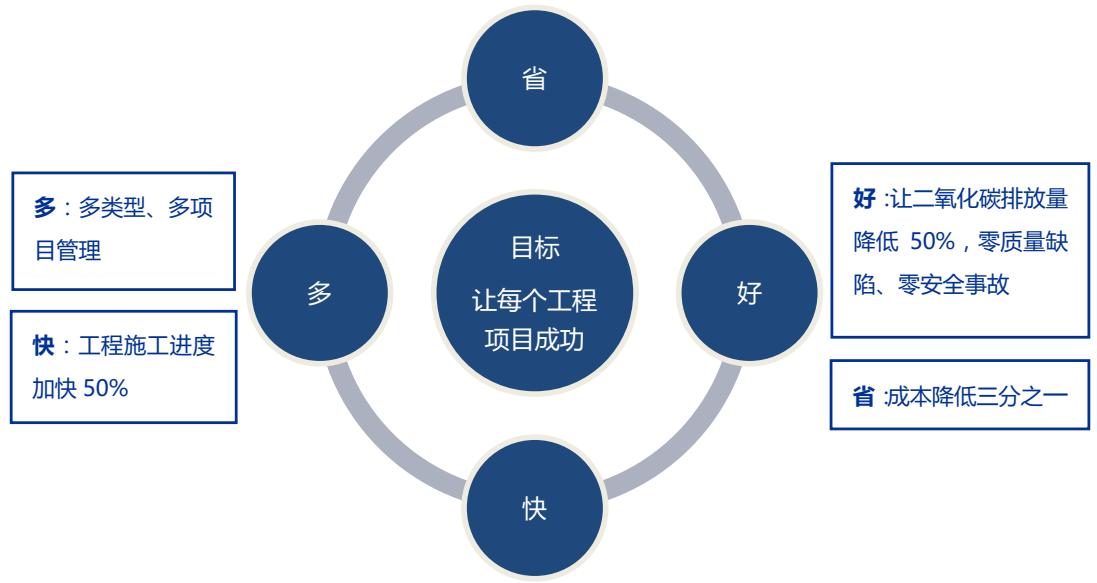 省
多：多类型、多项
目管理
快：工程施工进度
加快 50%
多
目标
让每个工程
项目成功
好
好：让二氧化碳排放量
降低 50%，零质量缺
陷、零安全事故
省：成本降低三分之一
快